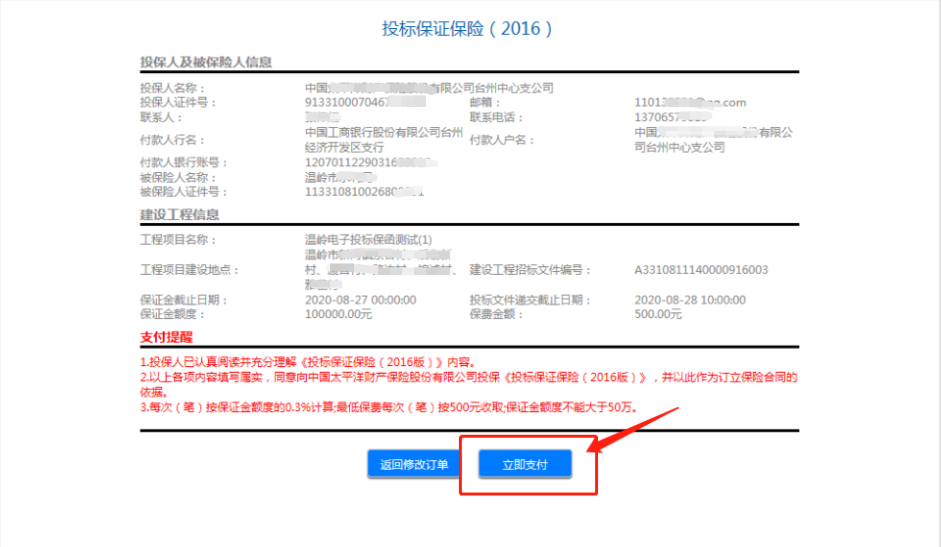 投标保证保险（2016）
投保人及被保险人信息
投保人名称： 中国 有限公司台州中心支公司
投保人证件号： 9133100070467 邮箱： 11013 @qq.com
联系人： 联系电话： 1370657
付款人行名： 中国工商银行股份有限公司台州 付款人户名： 中国 有限公
经济开发区支行 司台州中心支公司
付款人银行账号： 12070112290316
被保险人名称： 温岭市
被保险人证件号： 11331081002680
建设工程信息
工程项目名称： 温岭电子投标保函测试(1)
温岭市
工程项目建设地点： 村、 村、 村、 村、 建设工程招标文件编号： A3310811140000916003
保证金截止日期： 2020-08-27 00:00:00 投标文件递交截止日期： 2020-08-28 10:00:00
保证金额度： 100000.00元 保费金额： 500.00元
支付提醒
1.投保人已认真阅读并充分理解《投标保证保险（2016版）》内容。
2.以上各项内容填写属实，同意向中国太平洋财产保险股份有限公司投保《投标保证保险（2016版）》，并以此作为订立保险合同的
依据。
3.每次（笔）按保证金额度的0.3%计算;最低保费每次（笔）按500元收取;保证金额度不能大于50万。
返回修改订单 立即支付